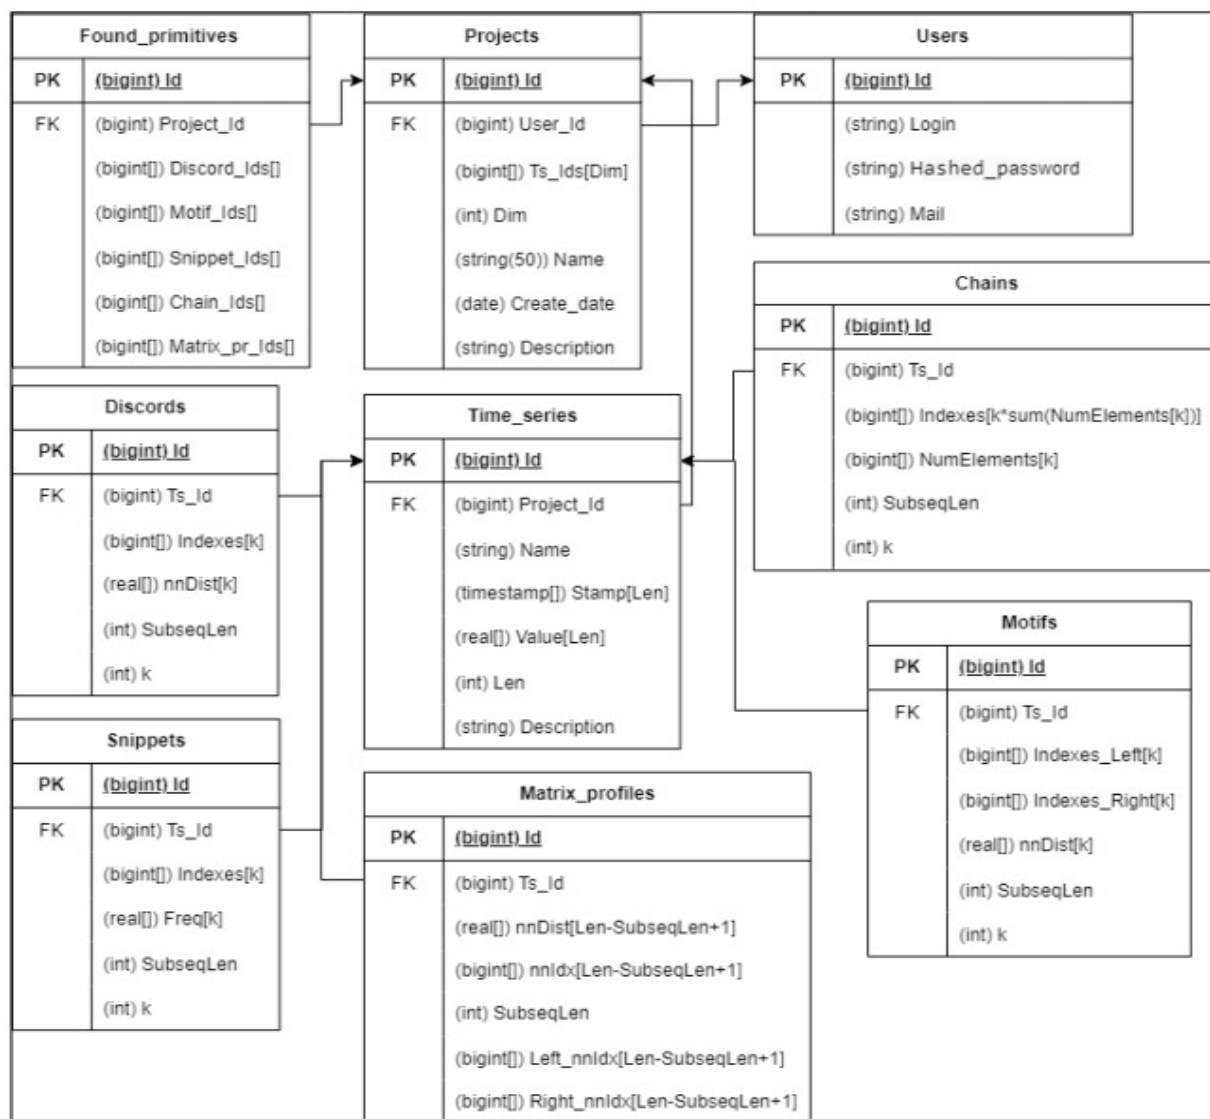 Found_primitives
PK (bigint) Id
FK (bigint) Project_Id
(bigint[]) Discord_Ids[]
(bigint[]) Motif_Ids[]
(bigint[]) Snippet_Ids[]
(bigint[]) Chain_Ids[]
(bigint[]) Matrix_pr_Ids[]
Projects
PK (bigint) Id
FK (bigint) User_Id
(bigint[]) Ts_Ids[Dim]
(int) Dim
(string(50)) Name
(date) Create_date
(string) Description
Users
PK (bigint) Id
(string) Login
(string) Hashed_password
(string) Mail
Chains
PK (bigint) Id
FK (bigint) Ts_Id
(bigint[]) Indexes[k*sum(NumElements[k])]
(bigint[]) NumElements[k]
(int) SubseqLen
(int) k
Discords
PK (bigint) Id
FK (bigint) Ts_Id
(bigint[]) Indexes[k]
(real[]) nnDist[k]
(int) SubseqLen
(int) k
Time_series
PK (bigint) Id
FK (bigint) Project_Id
(string) Name
(timestamp[]) Stamp[Len]
(real[]) Value[Len]
(int) Len
(string) Description
Motifs
PK (bigint) Id
FK (bigint) Ts_Id
(bigint[]) Indexes_Left[k]
(bigint[]) Indexes_Right[k]
(real[]) nnDist[k]
(int) SubseqLen
(int) k
Snippets
PK (bigint) Id
FK (bigint) Ts_Id
(bigint[]) Indexes[k]
(real[]) Freq[k]
(int) SubseqLen
(int) k
Matrix_profiles
PK (bigint) Id
FK (bigint) Ts_Id
(real[]) nnDist[Len-SubseqLen+1]
(bigint[]) nnIdx[Len-SubseqLen+1]
(int) SubseqLen
(bigint[]) Left_nnIdx[Len-SubseqLen+1]
(bigint[]) Right_nnIdx[Len-SubseqLen+1]